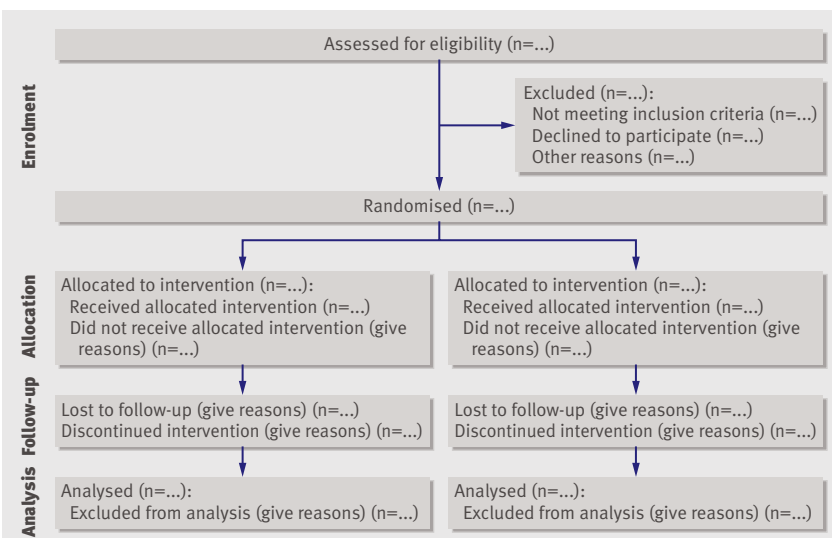 Assessed for eligibility (n=...)
Enrolment
Excluded (n=...):
Not meeting inclusion criteria (n=...)
Declined to participate (n=...)
Other reasons (n=...)
Randomised (n=...)
Allocation
Allocated to intervention (n=...):
Received allocated intervention (n=...)
Did not receive allocated intervention (give
reasons) (n=...)
Allocated to intervention (n=...):
Received allocated intervention (n=...)
Did not receive allocated intervention (give
reasons) (n=...)
Follow-up
Lost to follow-up (give reasons) (n=...)
Discontinued intervention (give reasons) (n=...)
Lost to follow-up (give reasons) (n=...)
Discontinued intervention (give reasons) (n=...)
Analysis
Analysed (n=...):
Excluded from analysis (give reasons) (n=...)
Analysed (n=...):
Excluded from analysis (give reasons) (n=...)